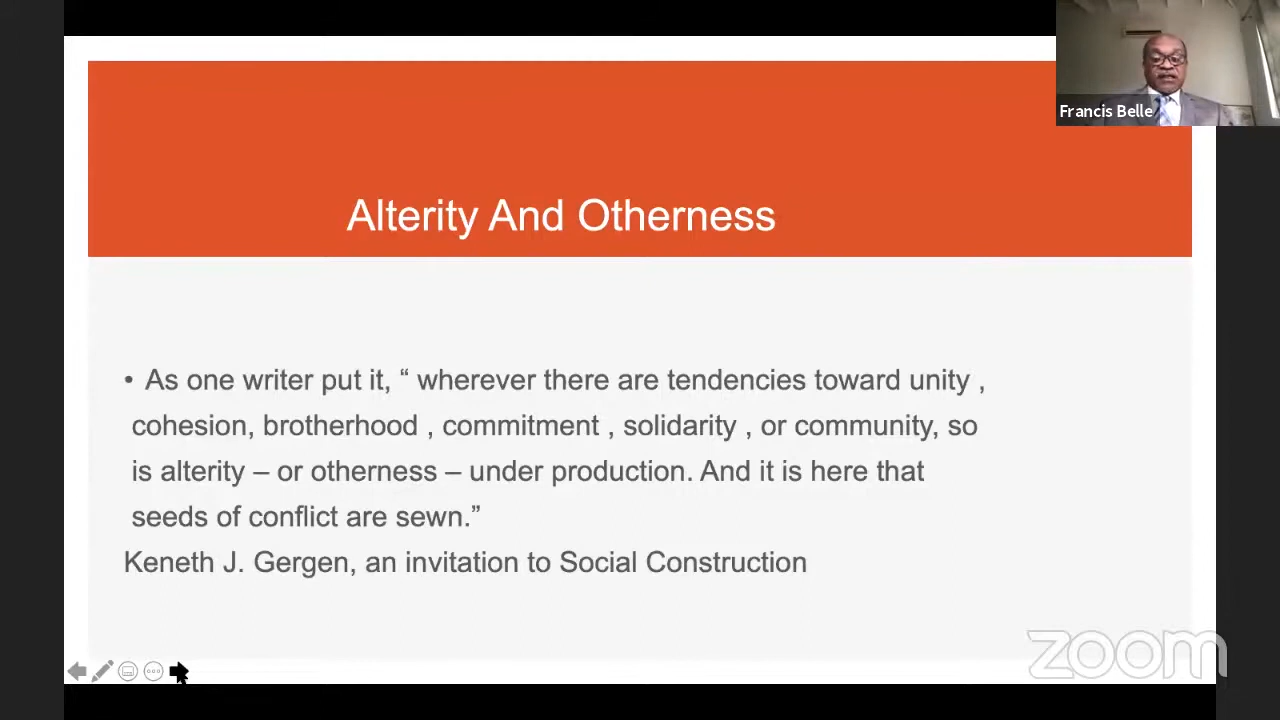 Francis Belle
Alterity And Otherness
• As one writer put it, “ wherever there are tendencies toward unity ,
cohesion, brotherhood , commitment , solidarity , or community, so
is alterity – or otherness – under production. And it is here that
seeds of conflict are sewn.”
Keneth J. Gergen, an invitation to Social Construction
zoom